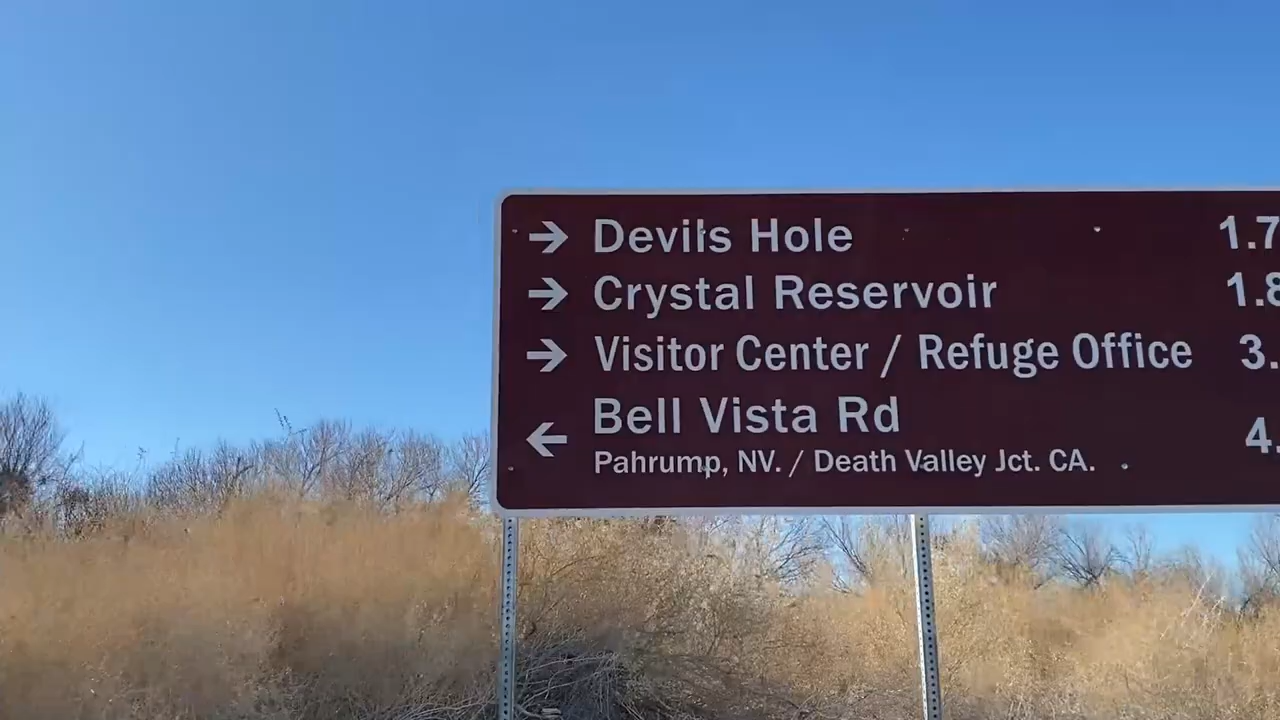 → Devils Hole 1.7
→ Crystal Reservoir 1.8
→ Visitor Center / Refuge Office 3.
← Bell Vista Rd 4.
Pahrump, NV. / Death Valley Jct. CA.